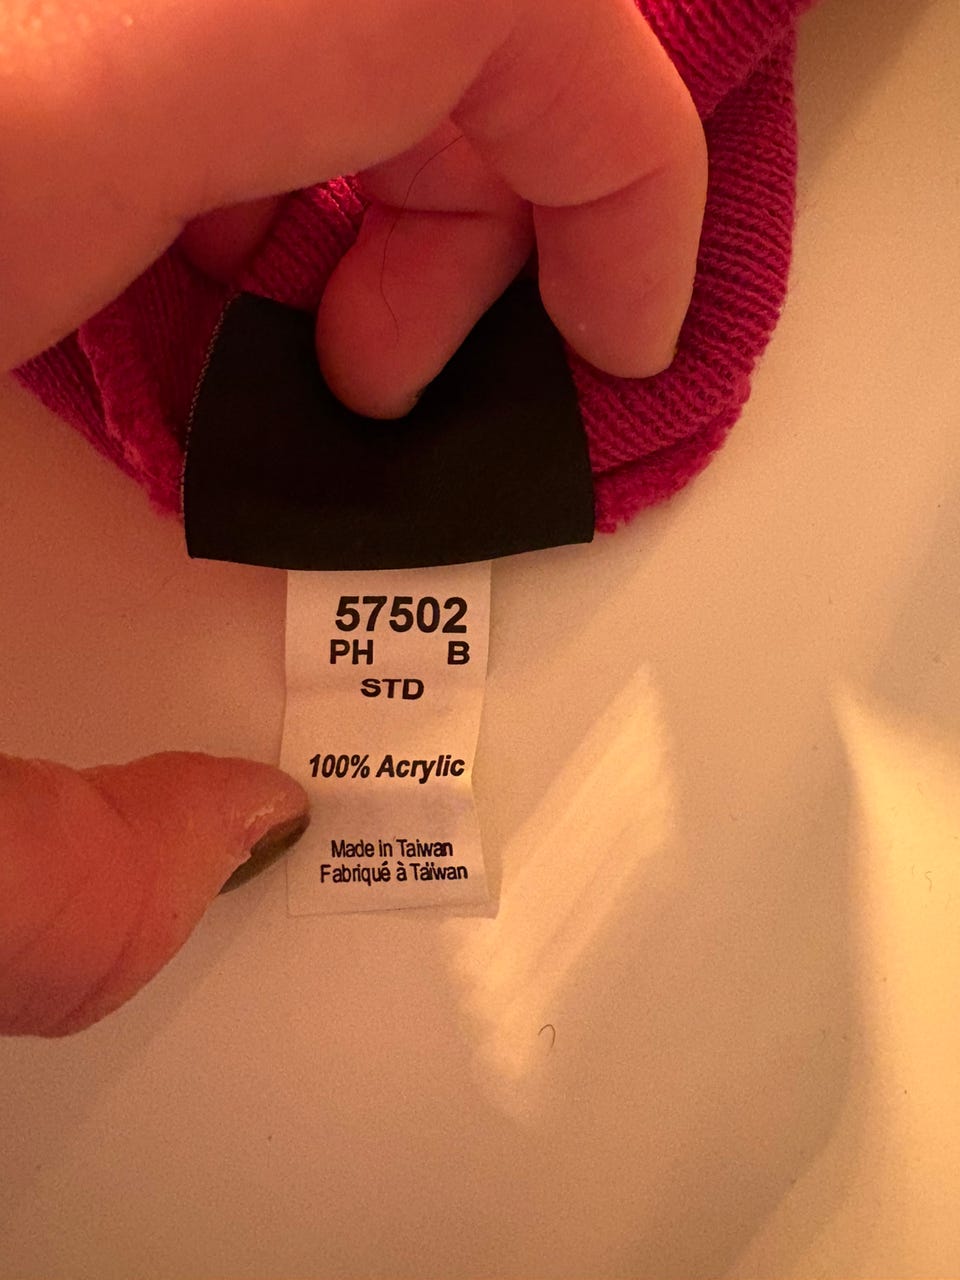 57502
PH B
STD
100% Acrylic
Made in Taiwan
Fabriqué à Taïwan